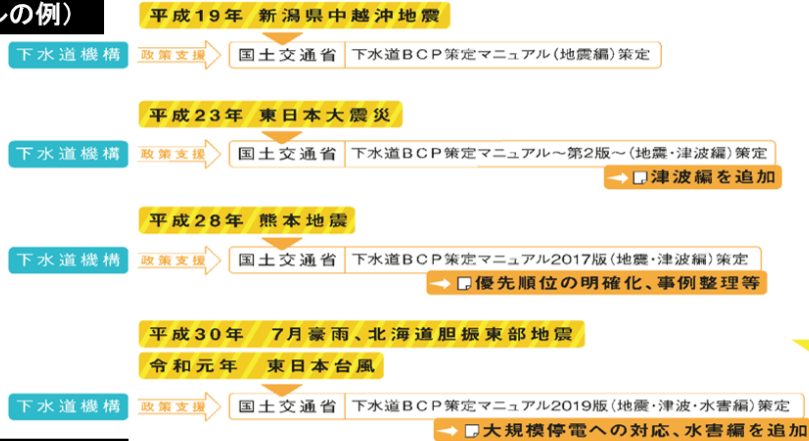 ルの例）
平成19年 新潟県中越沖地震
下水道機構 政策支援 国土交通省 下水道BCP策定マニュアル（地震編）策定
平成23年 東日本大震災
下水道機構 政策支援 国土交通省 下水道BCP策定マニュアル～第2版～（地震・津波編）策定
→津波編を追加
平成28年 熊本地震
下水道機構 政策支援 国土交通省 下水道BCP策定マニュアル2017版（地震・津波編）策定
→優先順位の明確化、事例整理等
平成30年 7月豪雨、北海道胆振東部地震
令和元年 東日本台風
下水道機構 政策支援 国土交通省 下水道BCP策定マニュアル2019版（地震・津波・水害編）策定
→大規模停電への対応、水害編を追加